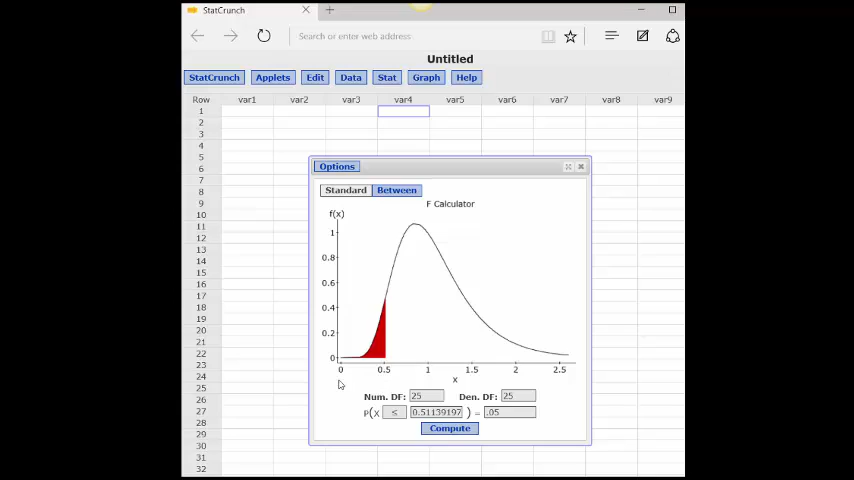 StatCrunch
Search or enter web address
Untitled
StatCrunch Applets Edit Data Stat Graph Help
Row var1 var2 var3 var4 var5 var6 var7 var8 var9
1
2
3
4
5
6
7
8
9
10
11
12
13
14
15
16
17
18
19
20
21
22
23
24
25
26
27
28
29
30
31
32
Options
Standard Between
F Calculator
f(x)
1
0.8
0.6
0.4
0.2
0
0 0.5 1 1.5 2 2.5
x
Num. DF: 25 Den. DF: 25
P(X ≤ 0.51139197 ) = .05
Compute